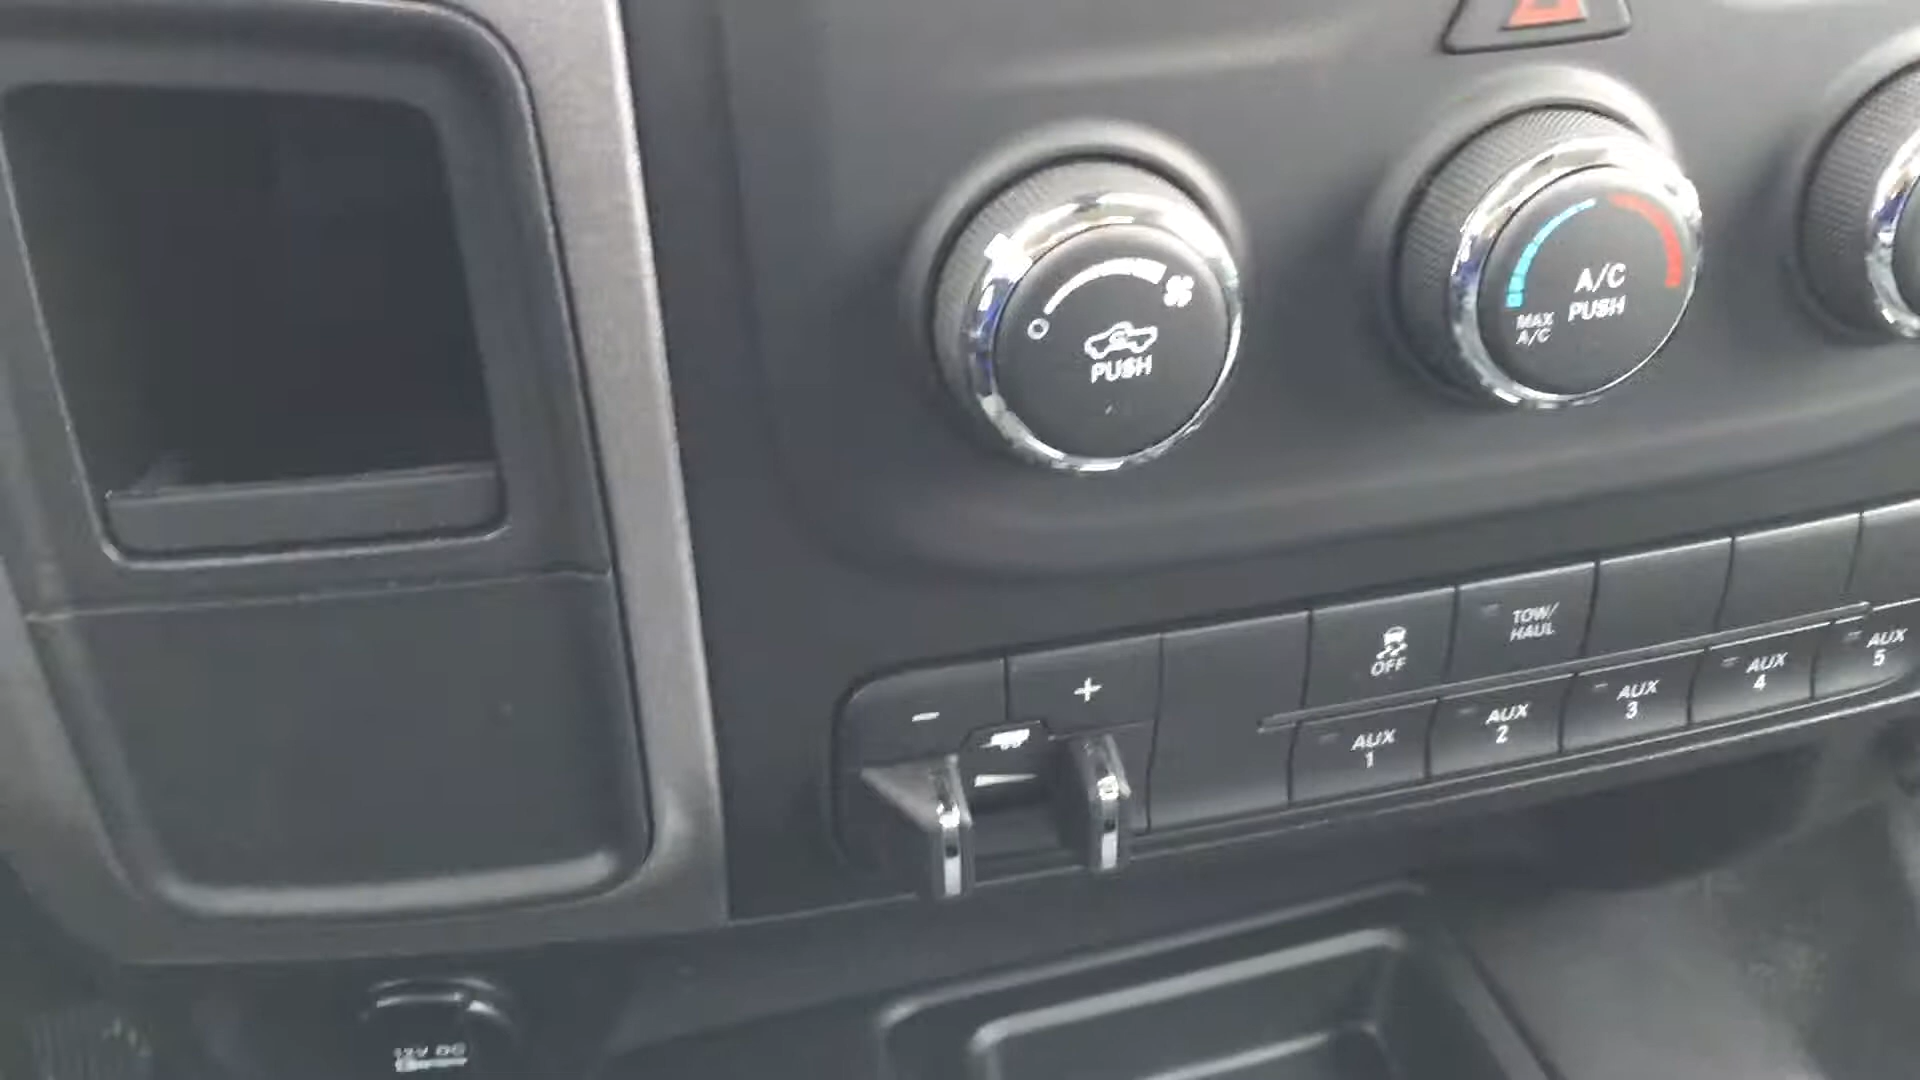 PUSH
A/C
PUSH
MAX
A/C
OFF
TOW/
HAUL
- +
AUX
1
AUX
2
AUX
3
AUX
4
AUX
5
12V DC